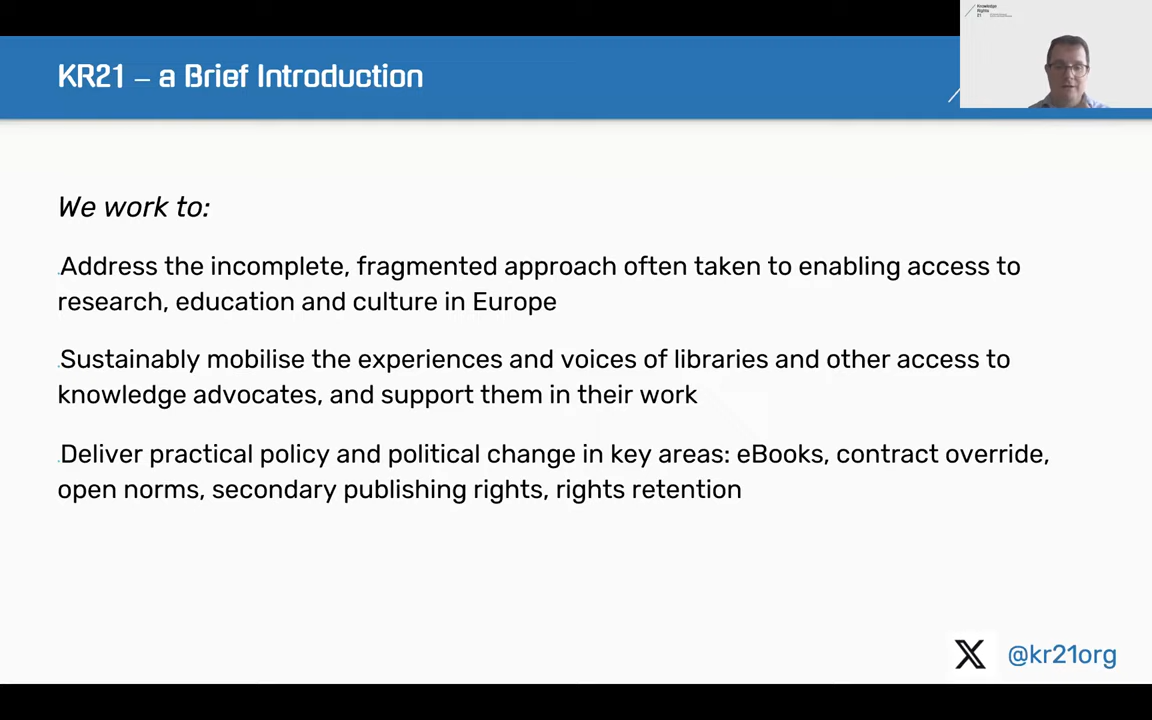 KR21 – a Brief Introduction
Knowledge
Rights
21
We work to:
Address the incomplete, fragmented approach often taken to enabling access to
research, education and culture in Europe
Sustainably mobilise the experiences and voices of libraries and other access to
knowledge advocates, and support them in their work
Deliver practical policy and political change in key areas: eBooks, contract override,
open norms, secondary publishing rights, rights retention
@kr21org